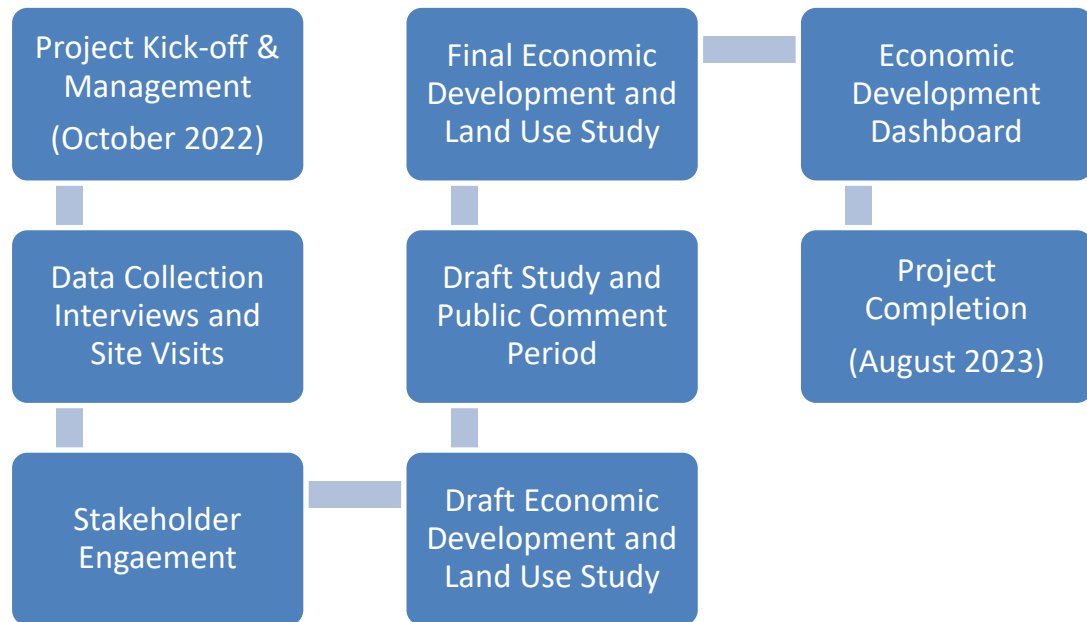 Project Kick-off &
Management
(October 2022)
Data Collection
Interviews and
Site Visits
Stakeholder
Engaement
Draft Economic
Development and
Land Use Study
Draft Study and
Public Comment
Period
Final Economic
Development and
Land Use Study
Economic
Development
Dashboard
Project
Completion
(August 2023)